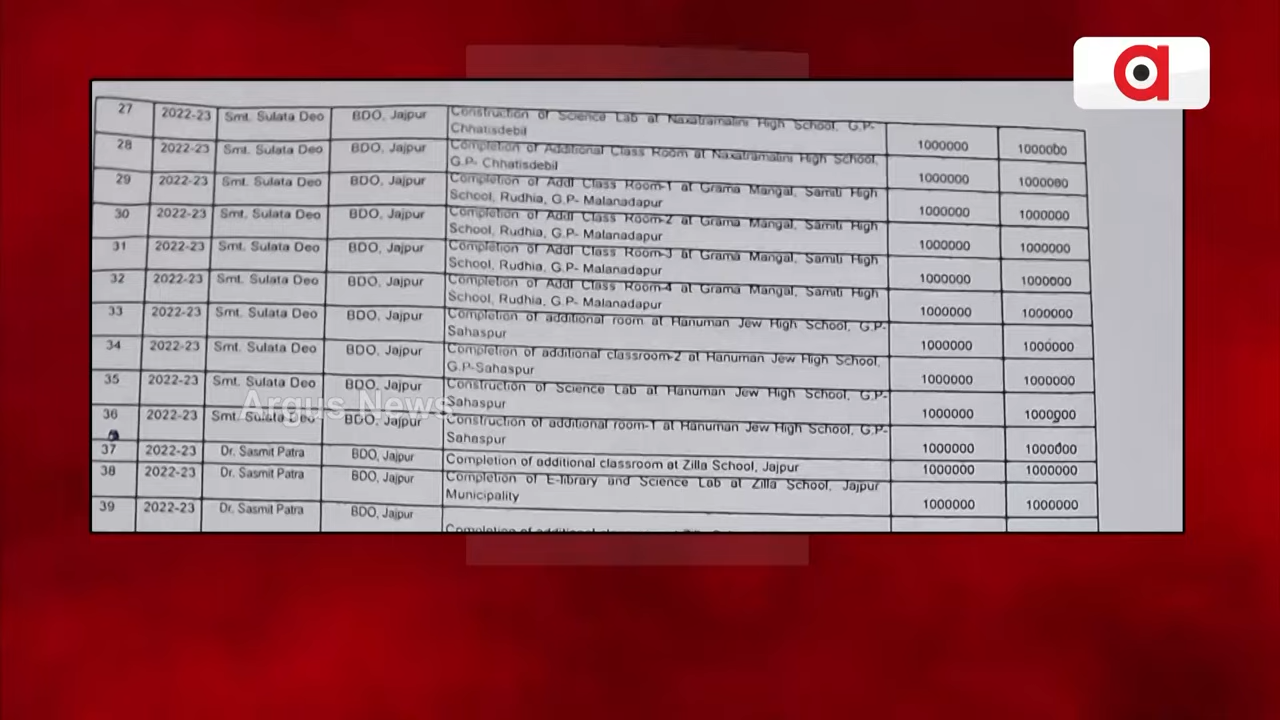 a
27 2022-23 Smt. Sulata Deo BDO, Jajpur Construction of Science Lab at Naxatramalini High School, G.P- 1000000 1000000
Chhatisdebil
28 2022-23 Smt. Sulata Deo BDO, Jajpur Completion of Additional Class Room at Naxatramalini High School, 1000000 1000000
G.P- Chhatisdebil
29 2022-23 Smt. Sulata Deo BDO, Jajpur Completion of Addl Class Room-1 at Grama Mangal, Samiti High 1000000 1000000
School, Rudhia, G.P- Malanadapur
30 2022-23 Smt. Sulata Deo BDO, Jajpur Completion of Addl Class Room-2 at Grama Mangal, Samiti High 1000000 1000000
School, Rudhia, G.P- Malanadapur
31 2022-23 Smt. Sulata Deo BDO, Jajpur Completion of Addl Class Room-3 at Grama Mangal, Samiti High 1000000 1000000
School, Rudhia, G.P- Malanadapur
32 2022-23 Smt. Sulata Deo BDO, Jajpur Completion of Addl Class Room-4 at Grama Mangal, Samiti High 1000000 1000000
School, Rudhia, G.P- Malanadapur
33 2022-23 Smt. Sulata Deo BDO, Jajpur Completion of additional room at Hanuman Jew High School, G.P- 1000000 1000000
Sahaspur
34 2022-23 Smt. Sulata Deo BDO, Jajpur Completion of additional classroom-2 at Hanuman Jew High School, 1000000 1000000
G.P-Sahaspur
35 2022-23 Smt. Sulata Deo BDO, Jajpur Construction of Science Lab at Hanuman Jew High School, G.P- 1000000 1000000
Sahaspur
Argus News
36 2022-23 Smt. Sulata Deo BDO, Jajpur Construction of additional room-1 at Hanuman Jew High School, G.P- 1000000 1000000
Sahaspur
37 2022-23 Dr. Sasmit Patra BDO, Jajpur Completion of additional classroom at Zilla School, Jajpur 1000000 1000000
38 2022-23 Dr. Sasmit Patra BDO, Jajpur Completion of E-library and Science Lab at Zilla School, Jajpur 1000000 1000000
Municipality
39 2022-23 Dr. Sasmit Patra BDO, Jajpur Completion of additional